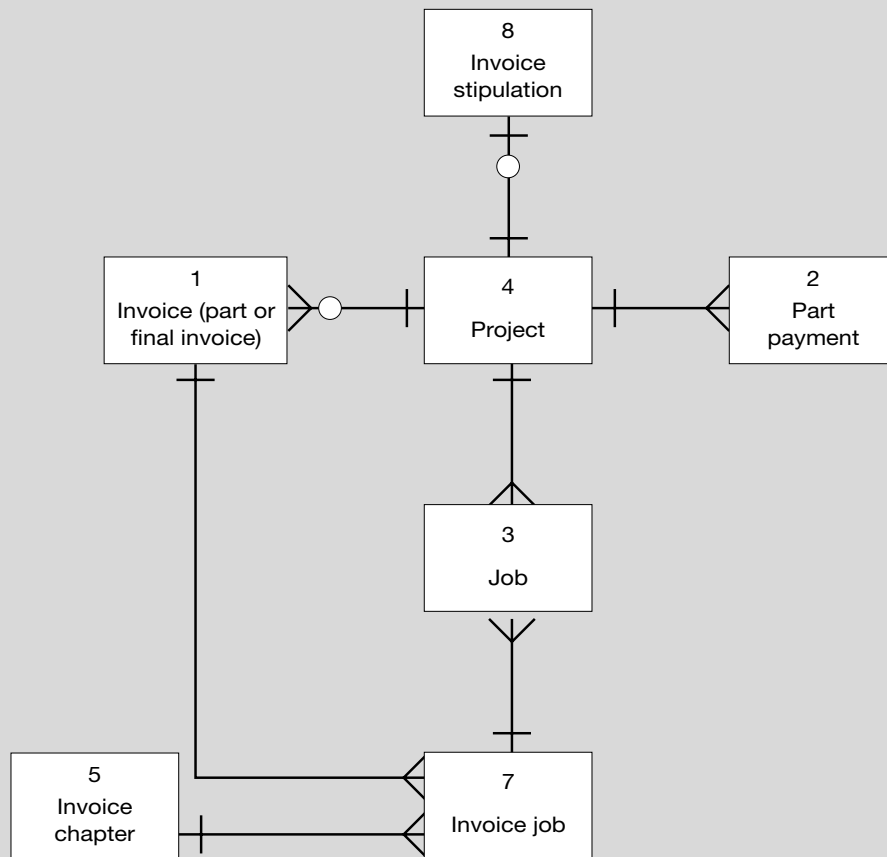 8
Invoice
stipulation
1
Invoice (part or
final invoice)
4
Project
2
Part
payment
3
Job
5
Invoice
chapter
7
Invoice job